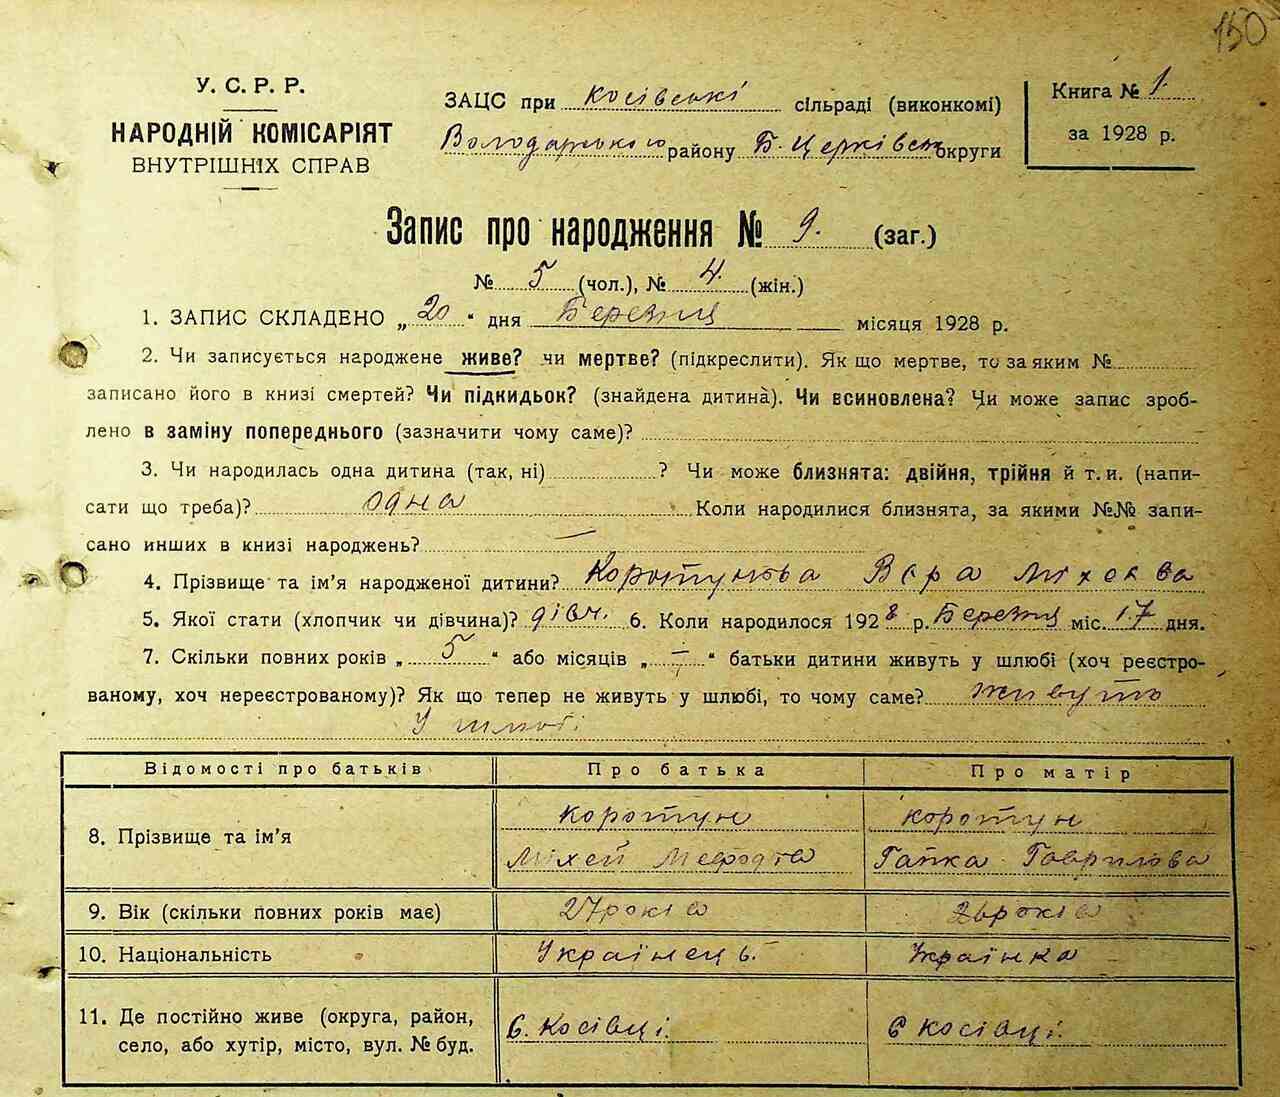 150
У. С. Р. Р.
НАРОДНІЙ КОМІСАРІЯТ
ВНУТРІШНІХ СПРАВ
ЗАЦС при косівські сільраді (виконкомі)
Володарського району Б. Церківськ округи
Книга № 1.
за 1928 р.
Запис про народження № 9. (заг.)
№ 5 (чол.), № 4. (жін.)
1. ЗАПИС СКЛАДЕНО „20“ дня Березня місяця 1928 р.
2. Чи записується народжене живе? чи мертве? (підкреслити). Як що мертве, то за яким №
записано його в книзі смертей? Чи підкидьок? (знайдена дитина). Чи всиновлена? Чи може запис зроб-
лено в заміну попереднього (зазначити чому саме)?
3. Чи народилась одна дитина (так, ні) ? Чи може близнята: двійня, трійня й т. и. (напи-
сати що треба)? одна Коли народилися близнята, за якими №№ запи-
сано инших в книзі народжень? —
4. Прізвище та ім'я народженої дитини? Коротунова Вера Міхеева
5. Якої стати (хлопчик чи дівчина)? дівч. 6. Коли народилося 1928 р. Березня міс. 17 дня.
7. Скільки повних років „5“ або місяців „—“ батьки дитини живуть у шлюбі (хоч реєстро-
ваному, хоч нереєстрованому)? Як що тепер не живуть у шлюбі, то чому саме? живуть
У шлюбі
Відомості про батьків Про батька Про матір
8. Прізвище та ім'я
коротун коротун
Міхей Мефодта Гапка Гаврилова
9. Вік (скільки повних років має) 27 років 26 років
10. Національність Українець. Українка
11. Де постійно живе (округа, район,
село, або хутір, місто, вул. № буд.
б. Косівці. б косівці.